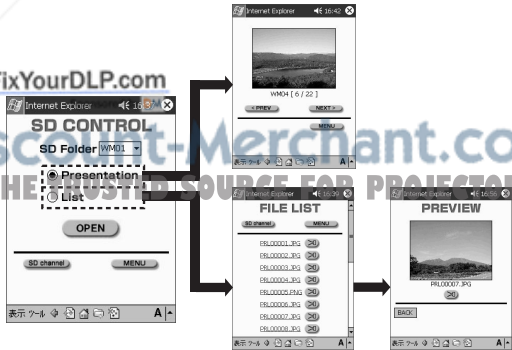 FixYourDLP.com
Discount-Merchant.com
THE TRUSTED SOURCE FOR PROJECTOR
Internet Explorer
SD CONTROL
SD Folder WM01
Presentation
List
OPEN
SD channel
MENU
表示 ツール
A
Internet Explorer 16:42
WM04 [ 6 / 22 ]
< PREV
NEXT >
MENU
表示 ツール
A
Internet Explorer 16:39
FILE LIST
SD channel
MENU
PRL00001.JPG
PRL00002.JPG
PRL00003.JPG
PRL00004.JPG
PRL00005.PNG
PRL00006.JPG
PRL00007.JPG
PRL00008.JPG
表示 ツール
A
Internet Explorer 16:56
PREVIEW
PRL00007.JPG
BACK
表示 ツール
A